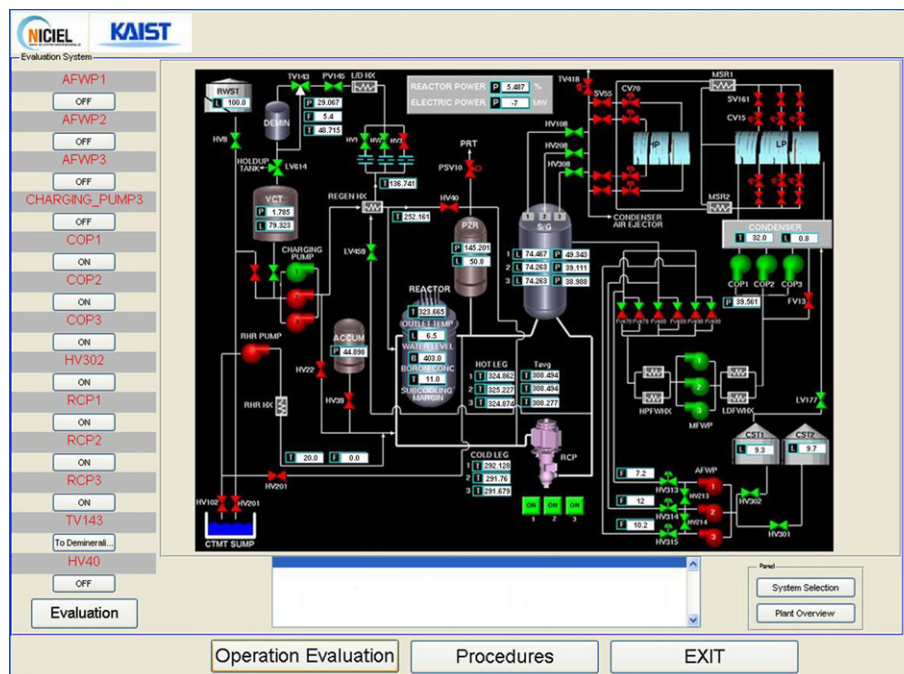 NICIEL
KAIST
Evaluation System
AFWP1
OFF
AFWP2
OFF
AFWP3
OFF
CHARGING_PUMP3
OFF
COP1
ON
COP2
ON
COP3
ON
HV302
ON
RCP1
ON
RCP2
ON
RCP3
ON
TV143
To Deminerali...
HV40
OFF
Evaluation
RWST
L 100.0
HV8
TV143 PV145 L/D HX
P 29.067
F 5.4
T 48.715
DEMIN
HOLDUP TANK
LV614
HV1 HV2 HV3
T 136.741
VCT
P 1.785
L 79.323
REGEN HX
T 252.161
HV40
LV459
CHARGING PUMP
1
2
RHR PUMP
HV22
RHR HX
ACCUM
P 44.898
HV39
T 20.0 F 0.0
HV201
HV102 HV201
CTMT SUMP
REACTOR POWER P 5.487 %
ELECTRIC POWER P -7 MW
PRT
PSV10
PZR
P 145.201
L 50.8
REACTOR
T 323.665
OUTLET TEMP
L 6.5
WATER LEVEL
B 403.0
BORON CONC
T 11.0
SUBCOOLING MARGIN
HV108
HV208
HV308
1 2 3
S/G
1 L 74.467 P 49.343
2 L 74.263 P 39.111
3 L 74.263 P 38.988
HOT LEG Tavg
1 T 324.862 T 308.494
2 T 325.227 T 308.494
3 T 324.874 T 308.277
COLD LEG
1 T 292.128
2 T 291.76
3 T 291.679
RCP
ON ON ON
1 2 3
TV418
SV55 CV70
MSR1
SV161
CV15
HP
LP
MSR2
CONDENSER AIR EJECTOR
CONDENSER
T 32.0 L 0.8
COP1 COP2 COP3
P 39.561
FV13
1
2
3
HPFWHX MFWP LDFWHX
LV177
CST1 CST2
L 9.3 L 9.7
AFWP
F 7.2
HV313 HV213
1
F 12
HV314 HV214
2
F 10.2
HV315
3
HV302
HV301
Panel
System Selection
Plant Overview
Operation Evaluation Procedures EXIT